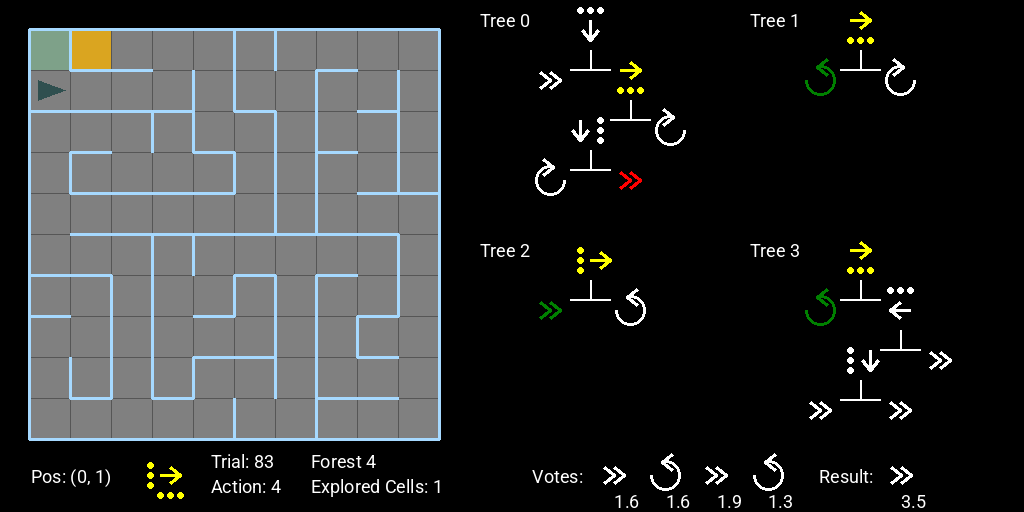 Tree 0
Tree 1
Tree 2
Tree 3
Pos: (0, 1)
Trial: 83
Action: 4
Forest 4
Explored Cells: 1
Votes:
1.6
1.6
1.9
1.3
Result:
3.5